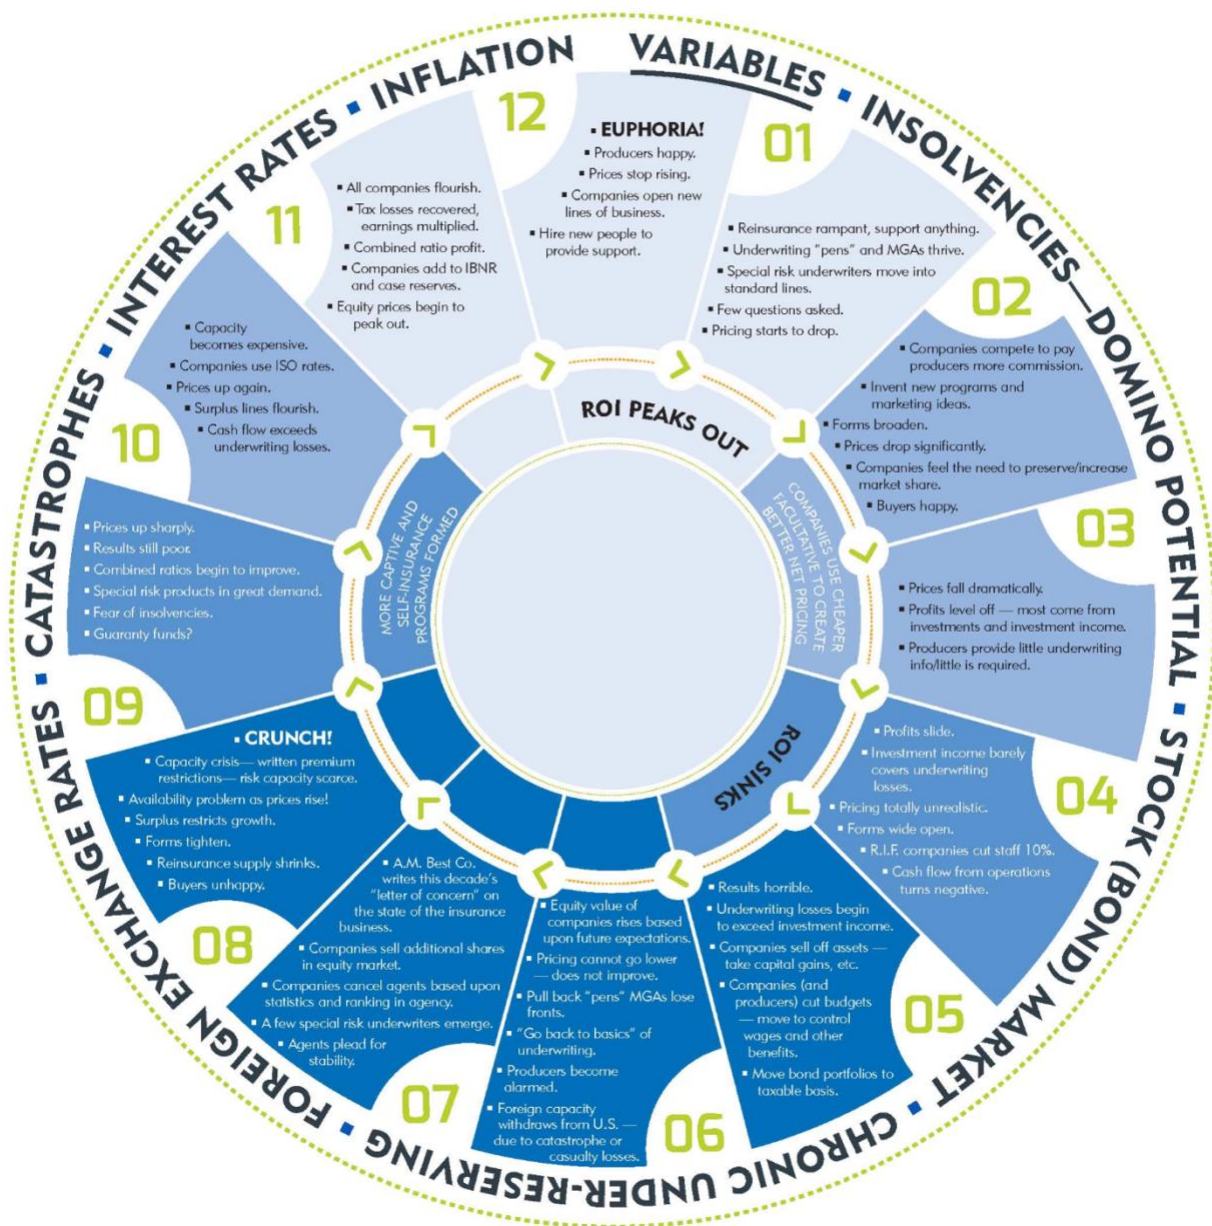 VARIABLES ▪ INSOLVENCIES—DOMINO POTENTIAL ▪ STOCK (BOND) MARKET ▪ CHRONIC UNDER-RESERVING ▪ FOREIGN EXCHANGE RATES ▪ CATASTROPHES ▪ INTEREST RATES ▪ INFLATION
12
▪ EUPHORIA!
▪ Producers happy.
▪ Prices stop rising.
▪ Companies open new
lines of business.
▪ Hire new people to
provide support.
01
▪ Reinsurance rampant, support anything.
▪ Underwriting “pens” and MGAs thrive.
▪ Special risk underwriters move into
standard lines.
▪ Few questions asked.
▪ Pricing starts to drop.
02
▪ Companies compete to pay
producers more commission.
▪ Invent new programs and
marketing ideas.
▪ Forms broaden.
▪ Prices drop significantly.
▪ Companies feel the need to preserve/increase
market share.
▪ Buyers happy.
03
▪ Prices fall dramatically.
▪ Profits level off — most come from
investments and investment income.
▪ Producers provide little underwriting
info/little is required.
04
▪ Profits slide.
▪ Investment income barely
covers underwriting
losses.
▪ Pricing totally unrealistic.
▪ Forms wide open.
▪ R.I.F. companies cut staff 10%.
▪ Cash flow from operations
turns negative.
05
▪ Results horrible.
▪ Underwriting losses begin
to exceed investment income.
▪ Companies sell off assets —
take capital gains, etc.
▪ Companies (and
producers) cut budgets
— move to control
wages and other
benefits.
▪ Move bond portfolios to
taxable basis.
06
▪ Equity value of
companies rises based
upon future expectations.
▪ Pricing cannot go lower
— does not improve.
▪ Pull back “pens” MGAs lose
fronts.
▪ “Go back to basics” of
underwriting.
▪ Producers become
alarmed.
▪ Foreign capacity
withdraws from U.S. —
due to catastrophe or
casualty losses.
07
▪ A.M. Best Co.
writes this decade’s
“letter of concern” on
the state of the insurance
business.
▪ Companies sell additional shares
in equity market.
▪ Companies cancel agents based upon
statistics and ranking in agency.
▪ A few special risk underwriters emerge.
▪ Agents plead for
stability.
08
▪ CRUNCH!
▪ Capacity crisis— written premium
restrictions— risk capacity scarce.
▪ Availability problem as prices rise!
▪ Surplus restricts growth.
▪ Forms tighten.
▪ Reinsurance supply shrinks.
▪ Buyers unhappy.
09
▪ Prices up sharply.
▪ Results still poor.
▪ Combined ratios begin to improve.
▪ Special risk products in great demand.
▪ Fear of insolvencies.
▪ Guaranty funds?
10
▪ Capacity
becomes expensive.
▪ Companies use ISO rates.
▪ Prices up again.
▪ Surplus lines flourish.
▪ Cash flow exceeds
underwriting losses.
11
▪ All companies flourish.
▪ Tax losses recovered,
earnings multiplied.
▪ Combined ratio profit.
▪ Companies add to IBNR
and case reserves.
▪ Equity prices begin to
peak out.
ROI PEAKS OUT
COMPANIES USE CHEAPER
FACULTATIVE TO CREATE
BETTER NET PRICING
ROI SINKS
MORE CAPTIVE AND
SELF-INSURANCE
PROGRAMS FORMED